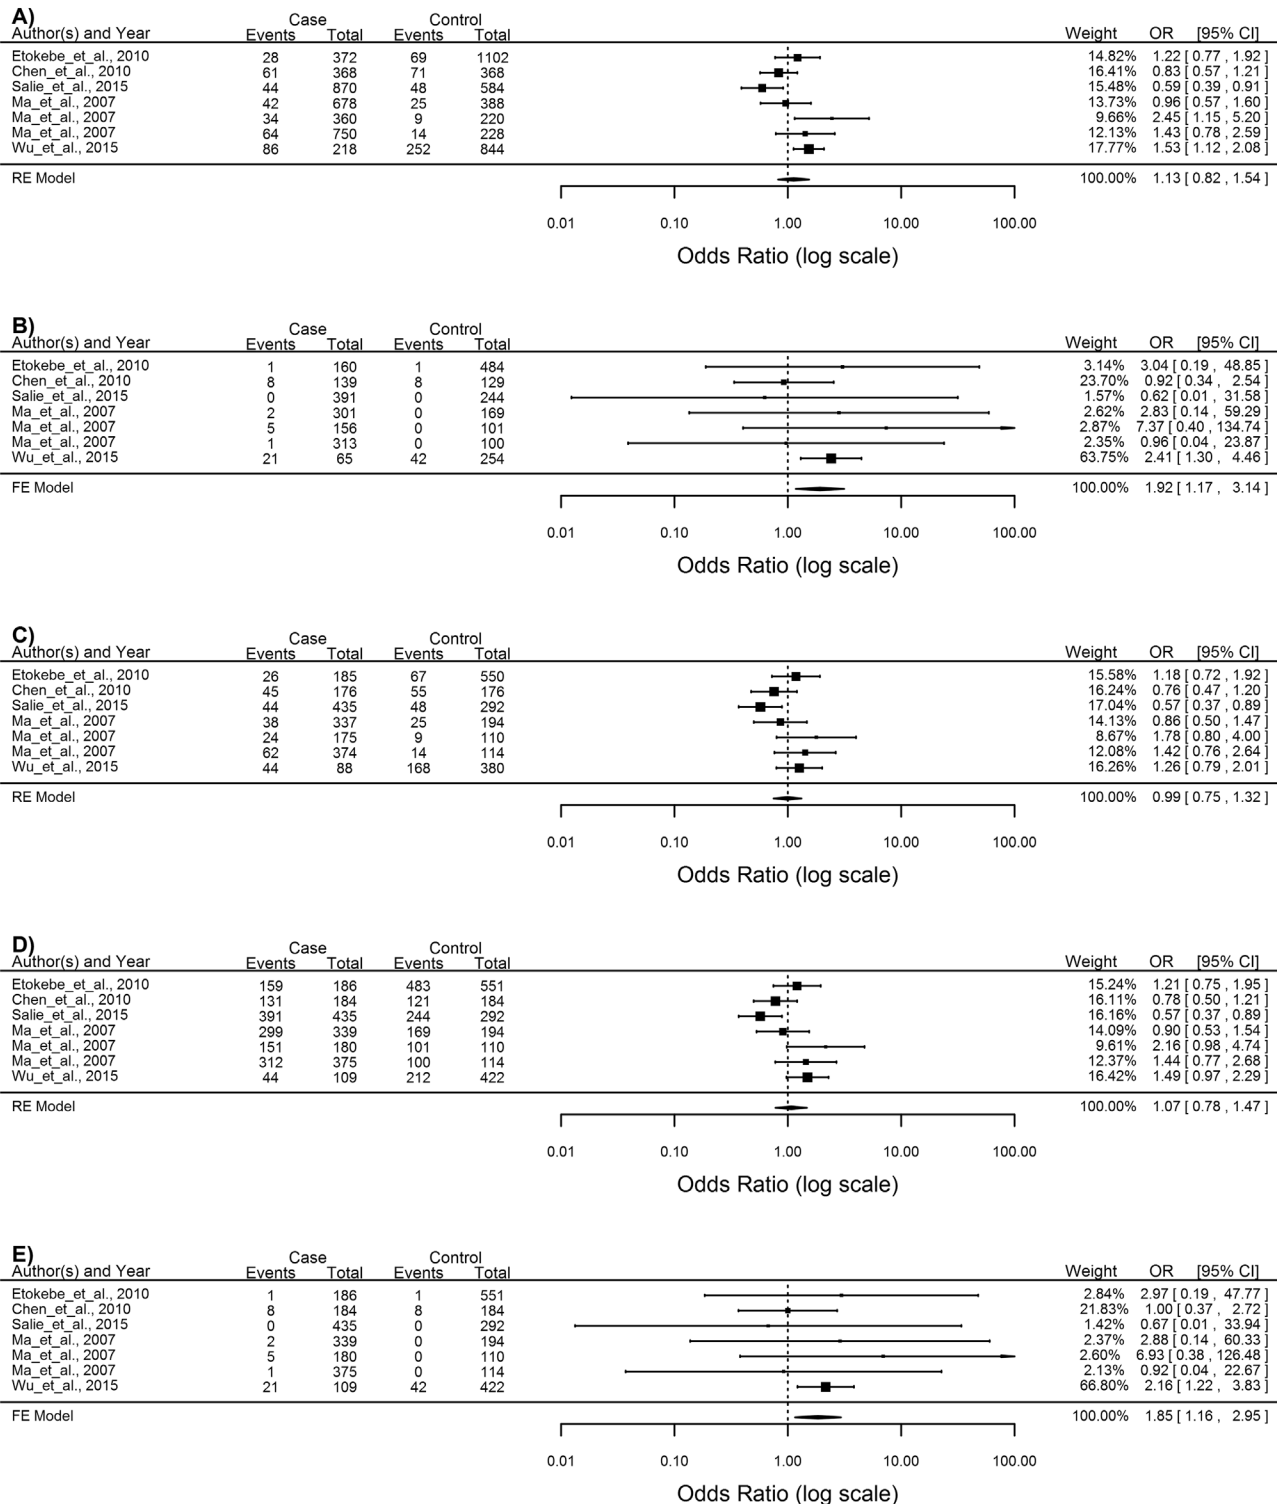 A)
Case Control
Author(s) and Year Events Total Events Total Weight OR [95% CI]
Etokebe_et_al., 2010 28 372 69 1102 14.82% 1.22 [ 0.77 , 1.92 ]
Chen_et_al., 2010 61 368 71 368 16.41% 0.83 [ 0.57 , 1.21 ]
Salie_et_al., 2015 44 870 48 584 15.48% 0.59 [ 0.39 , 0.91 ]
Ma_et_al., 2007 42 678 25 388 13.73% 0.96 [ 0.57 , 1.60 ]
Ma_et_al., 2007 34 360 9 220 9.66% 2.45 [ 1.15 , 5.20 ]
Ma_et_al., 2007 64 750 14 228 12.13% 1.43 [ 0.78 , 2.59 ]
Wu_et_al., 2015 86 218 252 844 17.77% 1.53 [ 1.12 , 2.08 ]
RE Model 100.00% 1.13 [ 0.82 , 1.54 ]
0.01 0.10 1.00 10.00 100.00
Odds Ratio (log scale)
B)
Case Control
Author(s) and Year Events Total Events Total Weight OR [95% CI]
Etokebe_et_al., 2010 1 160 1 484 3.14% 3.04 [ 0.19 , 48.85 ]
Chen_et_al., 2010 8 139 8 129 23.70% 0.92 [ 0.34 , 2.54 ]
Salie_et_al., 2015 0 391 0 244 1.57% 0.62 [ 0.01 , 31.58 ]
Ma_et_al., 2007 2 301 0 169 2.62% 2.83 [ 0.14 , 59.29 ]
Ma_et_al., 2007 5 156 0 101 2.87% 7.37 [ 0.40 , 134.74 ]
Ma_et_al., 2007 1 313 0 100 2.35% 0.96 [ 0.04 , 23.87 ]
Wu_et_al., 2015 21 65 42 254 63.75% 2.41 [ 1.30 , 4.46 ]
FE Model 100.00% 1.92 [ 1.17 , 3.14 ]
0.01 0.10 1.00 10.00 100.00
Odds Ratio (log scale)
C)
Case Control
Author(s) and Year Events Total Events Total Weight OR [95% CI]
Etokebe_et_al., 2010 26 185 67 550 15.58% 1.18 [ 0.72 , 1.92 ]
Chen_et_al., 2010 45 176 55 176 16.24% 0.76 [ 0.47 , 1.20 ]
Salie_et_al., 2015 44 435 48 292 17.04% 0.57 [ 0.37 , 0.89 ]
Ma_et_al., 2007 38 337 25 194 14.13% 0.86 [ 0.50 , 1.47 ]
Ma_et_al., 2007 24 175 9 110 8.67% 1.78 [ 0.80 , 4.00 ]
Ma_et_al., 2007 62 374 14 114 12.08% 1.42 [ 0.76 , 2.64 ]
Wu_et_al., 2015 44 88 168 380 16.26% 1.26 [ 0.79 , 2.01 ]
RE Model 100.00% 0.99 [ 0.75 , 1.32 ]
0.01 0.10 1.00 10.00 100.00
Odds Ratio (log scale)
D)
Case Control
Author(s) and Year Events Total Events Total Weight OR [95% CI]
Etokebe_et_al., 2010 159 186 483 551 15.24% 1.21 [ 0.75 , 1.95 ]
Chen_et_al., 2010 131 184 121 184 16.11% 0.78 [ 0.50 , 1.21 ]
Salie_et_al., 2015 391 435 244 292 16.16% 0.57 [ 0.37 , 0.89 ]
Ma_et_al., 2007 299 339 169 194 14.09% 0.90 [ 0.53 , 1.54 ]
Ma_et_al., 2007 151 180 101 110 9.61% 2.16 [ 0.98 , 4.74 ]
Ma_et_al., 2007 312 375 100 114 12.37% 1.44 [ 0.77 , 2.68 ]
Wu_et_al., 2015 44 109 212 422 16.42% 1.49 [ 0.97 , 2.29 ]
RE Model 100.00% 1.07 [ 0.78 , 1.47 ]
0.01 0.10 1.00 10.00 100.00
Odds Ratio (log scale)
E)
Case Control
Author(s) and Year Events Total Events Total Weight OR [95% CI]
Etokebe_et_al., 2010 1 186 1 551 2.84% 2.97 [ 0.19 , 47.77 ]
Chen_et_al., 2010 8 184 8 184 21.83% 1.00 [ 0.37 , 2.72 ]
Salie_et_al., 2015 0 435 0 292 1.42% 0.67 [ 0.01 , 33.94 ]
Ma_et_al., 2007 2 339 0 194 2.37% 2.88 [ 0.14 , 60.33 ]
Ma_et_al., 2007 5 180 0 110 2.60% 6.93 [ 0.38 , 126.48 ]
Ma_et_al., 2007 1 375 0 114 2.13% 0.92 [ 0.04 , 22.67 ]
Wu_et_al., 2015 21 109 42 422 66.80% 2.16 [ 1.22 , 3.83 ]
FE Model 100.00% 1.85 [ 1.16 , 2.95 ]
0.01 0.10 1.00 10.00 100.00
Odds Ratio (log scale)